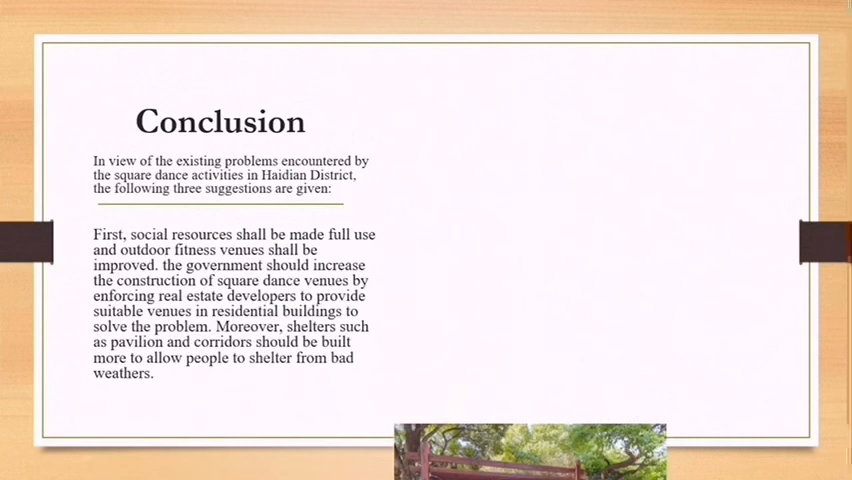 Conclusion
In view of the existing problems encountered by
the square dance activities in Haidian District,
the following three suggestions are given:
First, social resources shall be made full use
and outdoor fitness venues shall be
improved. the government should increase
the construction of square dance venues by
enforcing real estate developers to provide
suitable venues in residential buildings to
solve the problem. Moreover, shelters such
as pavilion and corridors should be built
more to allow people to shelter from bad
weathers.